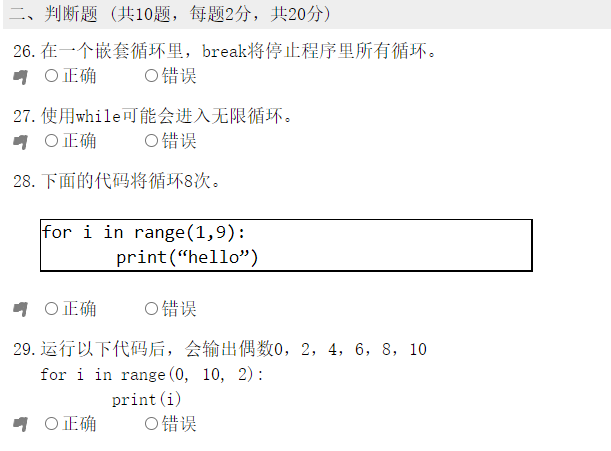 二、判断题 (共10题，每题2分，共20分)
26. 在一个嵌套循环里，break将停止程序里所有循环。
正确 错误
27. 使用while可能会进入无限循环。
正确 错误
28. 下面的代码将循环8次。
for i in range(1,9):
print(“hello”)
正确 错误
29. 运行以下代码后，会输出偶数0，2，4，6，8，10
for i in range(0, 10, 2):
print(i)
正确 错误